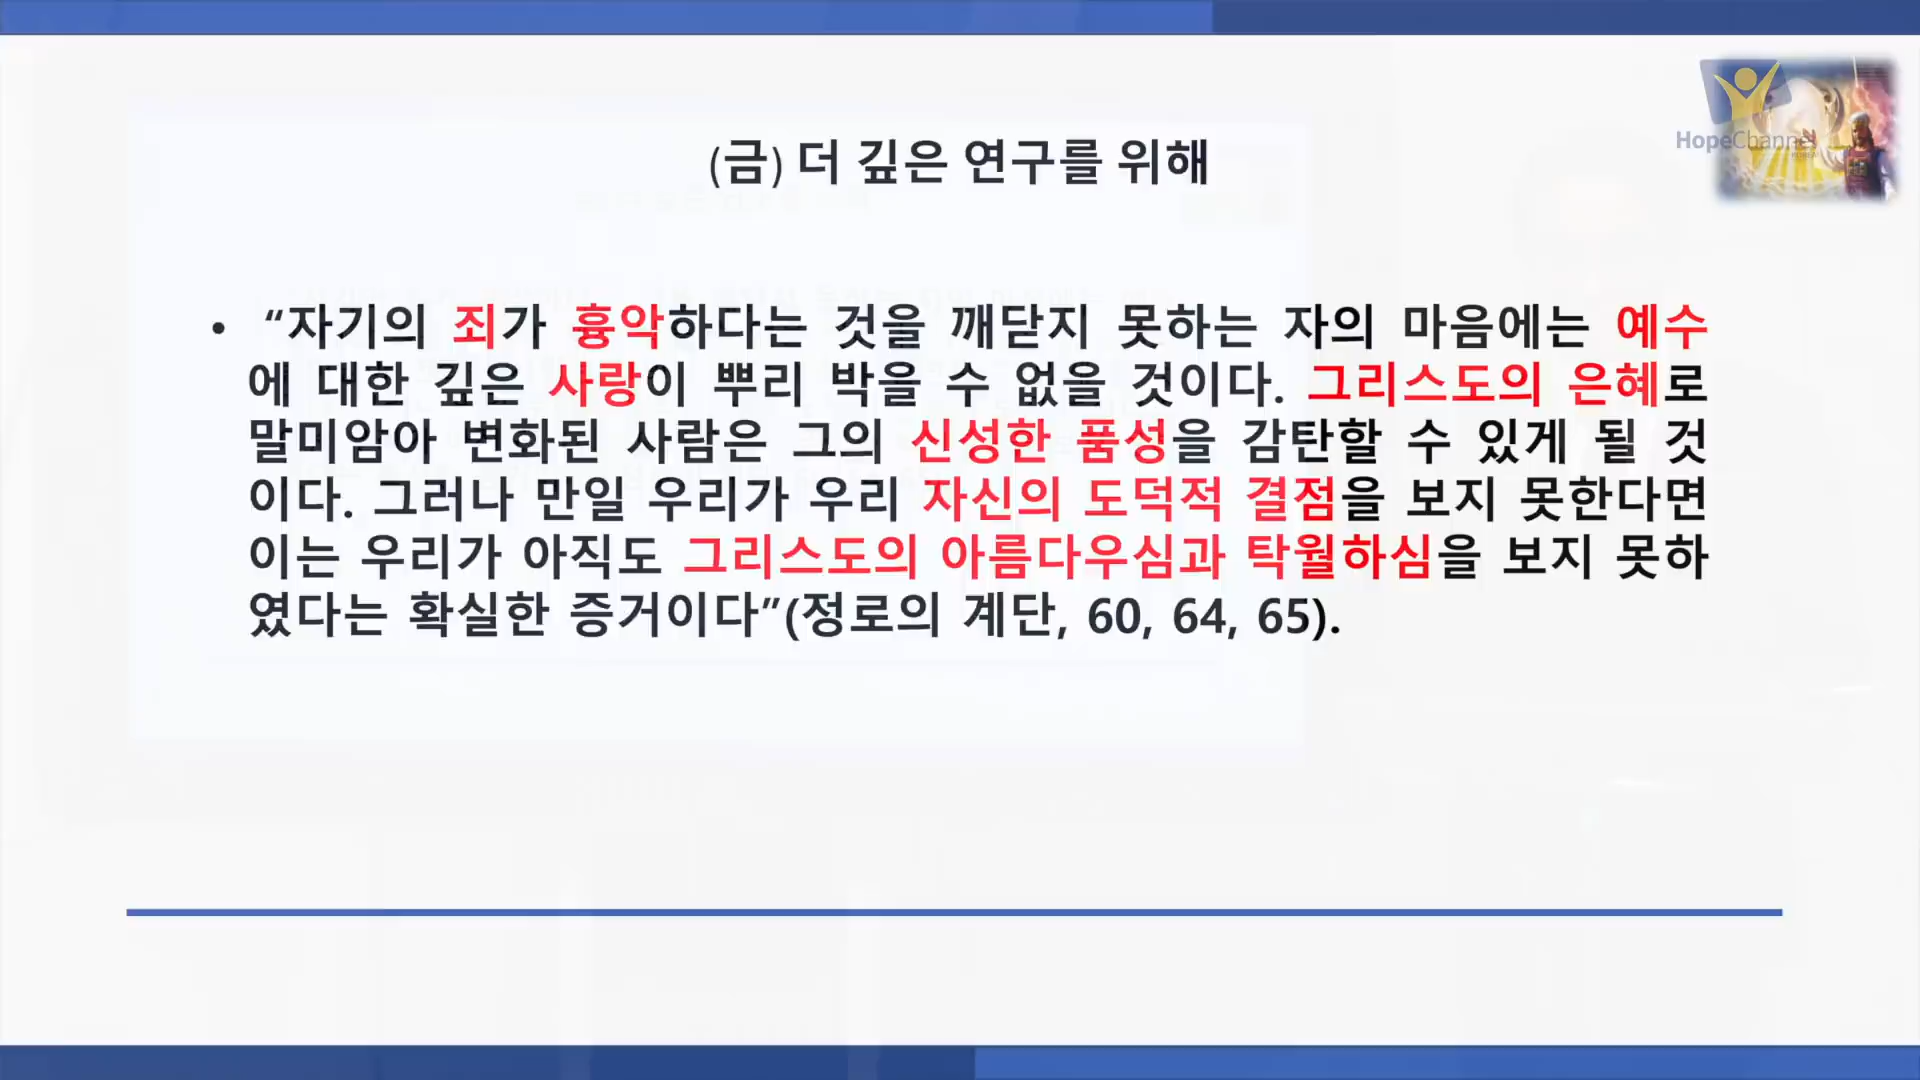 HopeChannel
KOREA
(금) 더 깊은 연구를 위해
• “자기의 죄가 흉악하다는 것을 깨닫지 못하는 자의 마음에는 예수
에 대한 깊은 사랑이 뿌리 박을 수 없을 것이다. 그리스도의 은혜로
말미암아 변화된 사람은 그의 신성한 품성을 감탄할 수 있게 될 것
이다. 그러나 만일 우리가 우리 자신의 도덕적 결점을 보지 못한다면
이는 우리가 아직도 그리스도의 아름다우심과 탁월하심을 보지 못하
였다는 확실한 증거이다”(정로의 계단, 60, 64, 65).